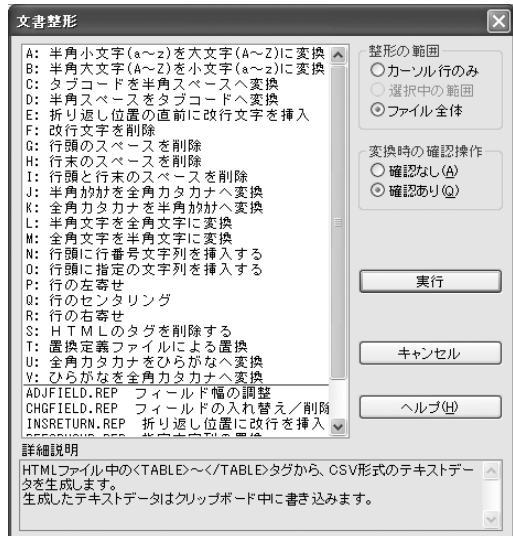 文書整形
A: 半角小文字(a～z)を大文字(A～Z)に変換
B: 半角大文字(A～Z)を小文字(a～z)に変換
C: タブコードを半角スペースへ変換
D: 半角スペースをタブコードへ変換
E: 折り返し位置の直前に改行文字を挿入
F: 改行文字を削除
G: 行頭のスペースを削除
H: 行末のスペースを削除
I: 行頭と行末のスペースを削除
J: 半角ｶﾀｶﾅを全角カタカナへ変換
K: 全角カタカナを半角ｶﾀｶﾅへ変換
L: 半角文字を全角文字に変換
M: 全角文字を半角文字に変換
N: 行頭に行番号文字列を挿入する
O: 行頭に指定の文字列を挿入する
P: 行の左寄せ
Q: 行のセンタリング
R: 行の右寄せ
S: ＨＴＭＬのタグを削除する
T: 置換定義ファイルによる置換
U: 全角カタカナをひらがなへ変換
V: ひらがなを全角カタカナへ変換
ADJFIELD.REP フィールド幅の調整
CHGFIELD.REP フィールドの入れ替え／削除
INSRETURN.REP 折り返し位置に改行を挿入
整形の範囲
カーソル行のみ
選択中の範囲
ファイル全体
変換時の確認操作
確認なし(A)
確認あり(Q)
実行
キャンセル
ヘルプ(H)
詳細説明
HTMLファイル中の<TABLE>～</TABLE>タグから、CSV形式のテキストデー
タを生成します。
生成したテキストデータはクリップボード中に書き込みます。